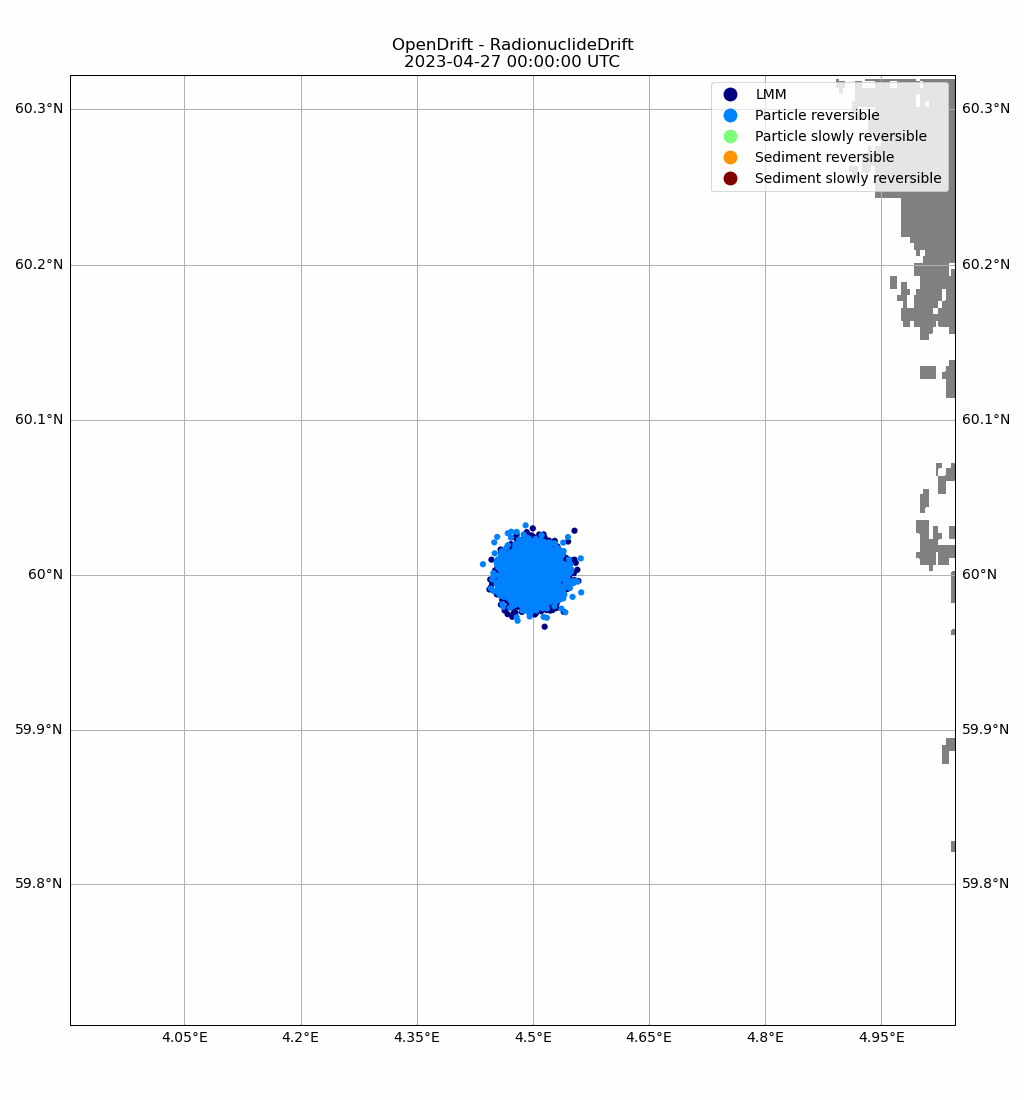 OpenDrift - RadionuclideDrift
2023-04-27 00:00:00 UTC
LMM
Particle reversible
Particle slowly reversible
Sediment reversible
Sediment slowly reversible
60.3°N 60.3°N
60.2°N 60.2°N
60.1°N 60.1°N
60°N 60°N
59.9°N 59.9°N
59.8°N 59.8°N
4.05°E 4.2°E 4.35°E 4.5°E 4.65°E 4.8°E 4.95°E